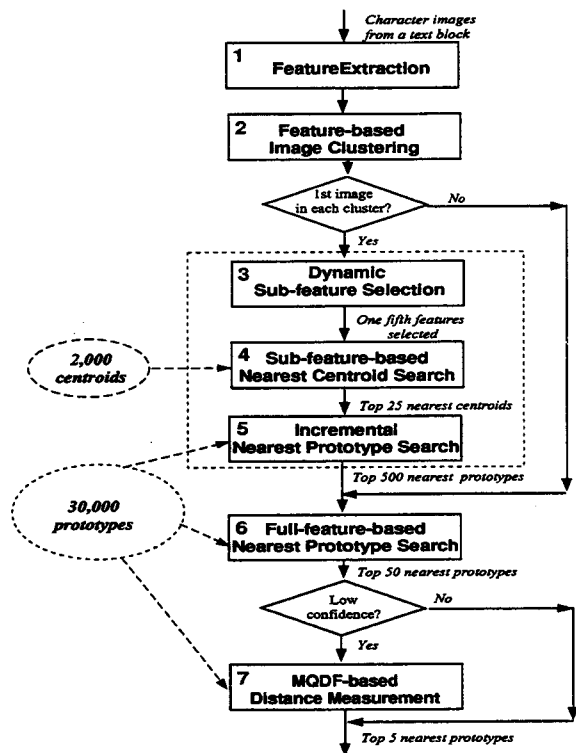 Character images
from a text block
1
FeatureExtraction
2
Feature-based
Image Clustering
1st image
in each cluster?
No
Yes
3
Dynamic
Sub-feature Selection
One fifth features
selected
2,000
centroids
4
Sub-feature-based
Nearest Centroid Search
Top 25 nearest centroids
5
Incremental
Nearest Prototype Search
Top 500 nearest prototypes
30,000
prototypes
6
Full-feature-based
Nearest Prototype Search
Top 50 nearest prototypes
Low
confidence?
No
Yes
7
MQDF-based
Distance Measurement
Top 5 nearest prototypes